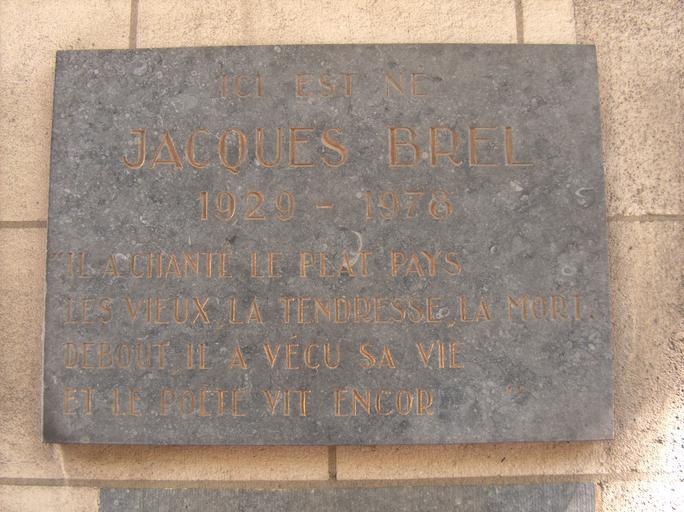 ICI EST NÉ
JACQUES BREL
1929 - 1978
"IL A CHANTÉ LE PLAT PAYS
LES VIEUX, LA TENDRESSE, LA MORT.
DEBOUT, IL A VÉCU SA VIE
ET LE POÈTE VIT ENCOR "